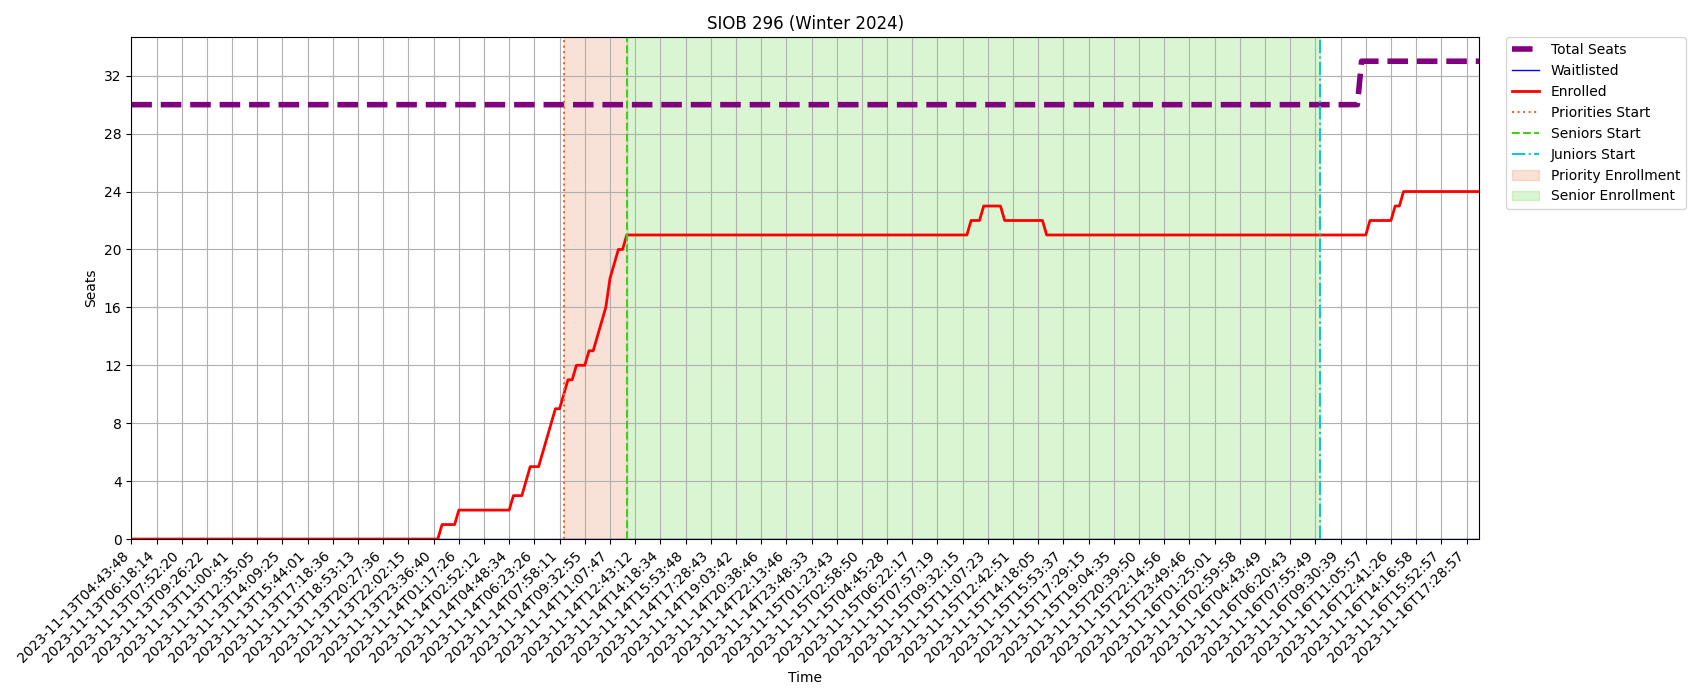 SIOB 296 (Winter 2024)
Total Seats
Waitlisted
Enrolled
Priorities Start
Seniors Start
Juniors Start
Priority Enrollment
Senior Enrollment
Seats
32
28
24
20
16
12
8
4
0
2023-11-13T04:43:48
2023-11-13T06:18:14
2023-11-13T07:52:20
2023-11-13T09:26:22
2023-11-13T11:00:41
2023-11-13T12:35:05
2023-11-13T14:09:25
2023-11-13T15:44:01
2023-11-13T17:18:36
2023-11-13T18:53:13
2023-11-13T20:27:36
2023-11-13T22:02:15
2023-11-13T23:36:40
2023-11-14T01:17:26
2023-11-14T02:52:12
2023-11-14T04:48:34
2023-11-14T06:23:26
2023-11-14T07:58:11
2023-11-14T09:32:55
2023-11-14T11:07:47
2023-11-14T12:43:12
2023-11-14T14:18:34
2023-11-14T15:53:48
2023-11-14T17:28:43
2023-11-14T19:03:42
2023-11-14T20:38:46
2023-11-14T22:13:46
2023-11-14T23:48:33
2023-11-15T01:23:43
2023-11-15T02:58:50
2023-11-15T04:45:28
2023-11-15T06:22:17
2023-11-15T07:57:19
2023-11-15T09:32:15
2023-11-15T11:07:23
2023-11-15T12:42:51
2023-11-15T14:18:05
2023-11-15T15:53:37
2023-11-15T17:29:15
2023-11-15T19:04:35
2023-11-15T20:39:50
2023-11-15T22:14:56
2023-11-15T23:49:46
2023-11-16T01:25:01
2023-11-16T02:59:58
2023-11-16T04:43:49
2023-11-16T06:20:43
2023-11-16T07:55:49
2023-11-16T09:30:39
2023-11-16T11:05:57
2023-11-16T12:41:26
2023-11-16T14:16:58
2023-11-16T15:52:57
2023-11-16T17:28:57
Time